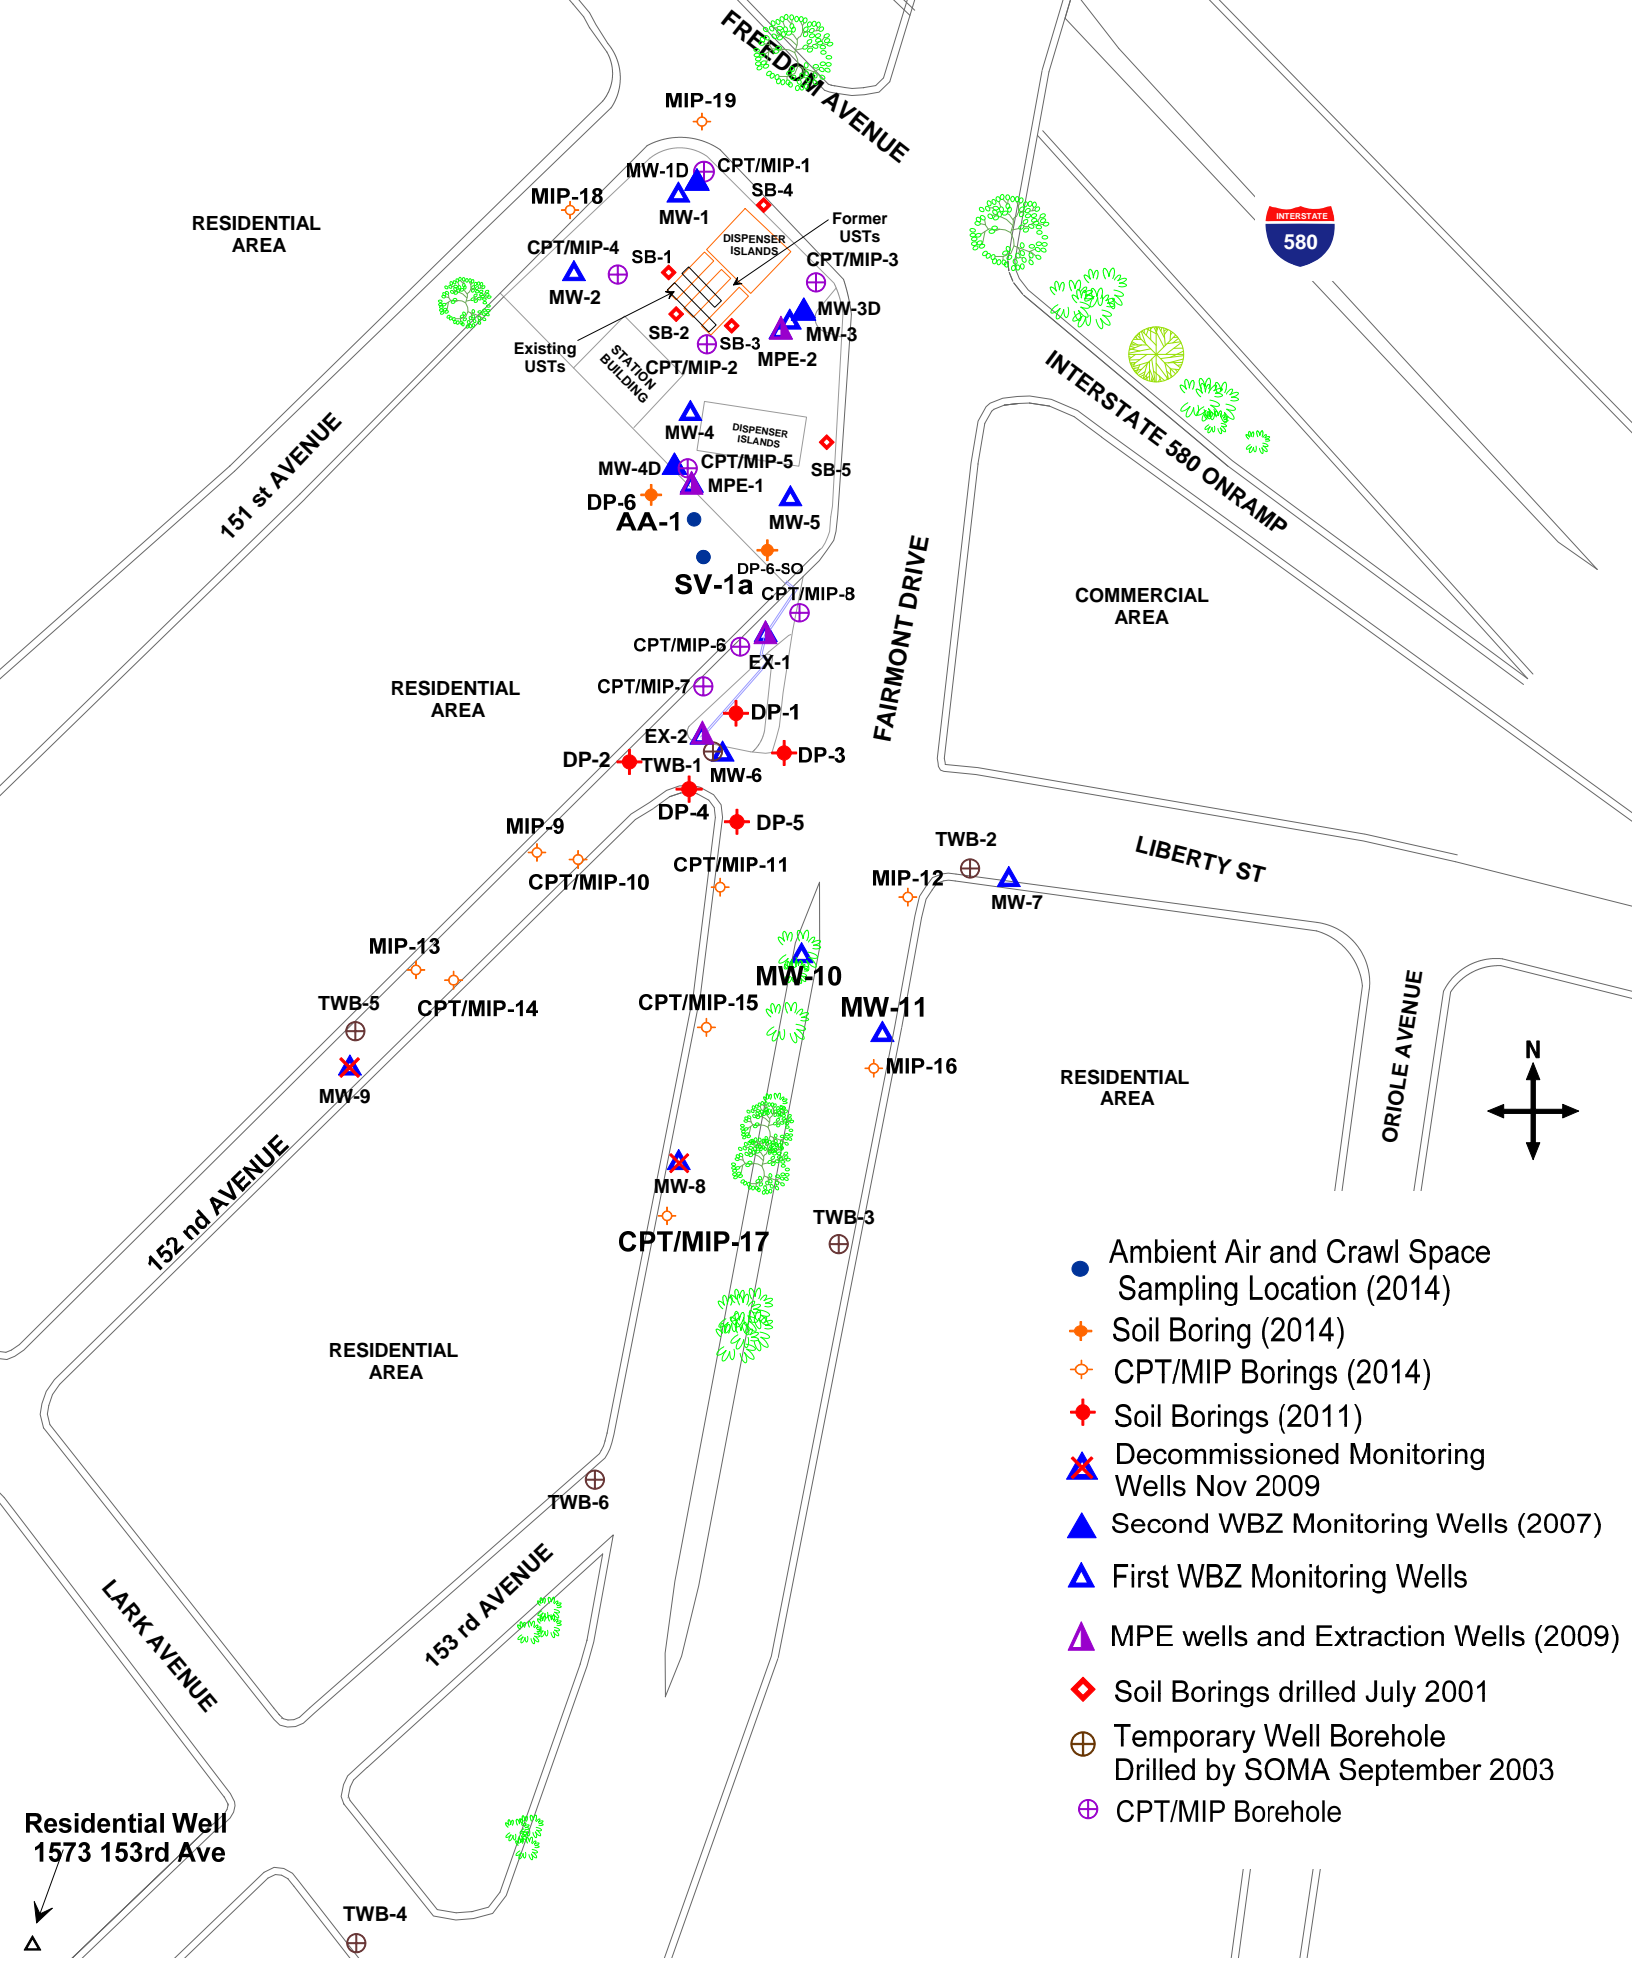 FREEDOM AVENUE
MIP-19
MW-1D
CPT/MIP-1
MIP-18
SB-4
MW-1
Former
USTs
RESIDENTIAL
AREA
INTERSTATE
580
DISPENSER
ISLANDS
CPT/MIP-4
SB-1
CPT/MIP-3
MW-2
MW-3D
SB-2
SB-3
MW-3
Existing
USTs
STATION
BUILDING
CPT/MIP-2
MPE-2
INTERSTATE 580 ONRAMP
MW-4
DISPENSER
ISLANDS
151 st AVENUE
MW-4D
CPT/MIP-5
SB-5
MPE-1
DP-6
AA-1
MW-5
DP-6-SO
SV-1a
CPT/MIP-8
COMMERCIAL
AREA
FAIRMONT DRIVE
CPT/MIP-6
EX-1
CPT/MIP-7
RESIDENTIAL
AREA
DP-1
EX-2
DP-2
TWB-1
MW-6
DP-3
DP-4
DP-5
MIP-9
CPT/MIP-10
CPT/MIP-11
TWB-2
LIBERTY ST
MIP-12
MW-7
MIP-13
MW-10
CPT/MIP-14
TWB-5
CPT/MIP-15
MW-11
ORIOLE AVENUE
MIP-16
MW-9
RESIDENTIAL
AREA
N
152 nd AVENUE
MW-8
TWB-3
CPT/MIP-17
RESIDENTIAL
AREA
TWB-6
153 rd AVENUE
LARK AVENUE
Residential Well
1573 153rd Ave
TWB-4
Ambient Air and Crawl Space
Sampling Location (2014)
Soil Boring (2014)
CPT/MIP Borings (2014)
Soil Borings (2011)
Decommissioned Monitoring
Wells Nov 2009
Second WBZ Monitoring Wells (2007)
First WBZ Monitoring Wells
MPE wells and Extraction Wells (2009)
Soil Borings drilled July 2001
Temporary Well Borehole
Drilled by SOMA September 2003
CPT/MIP Borehole